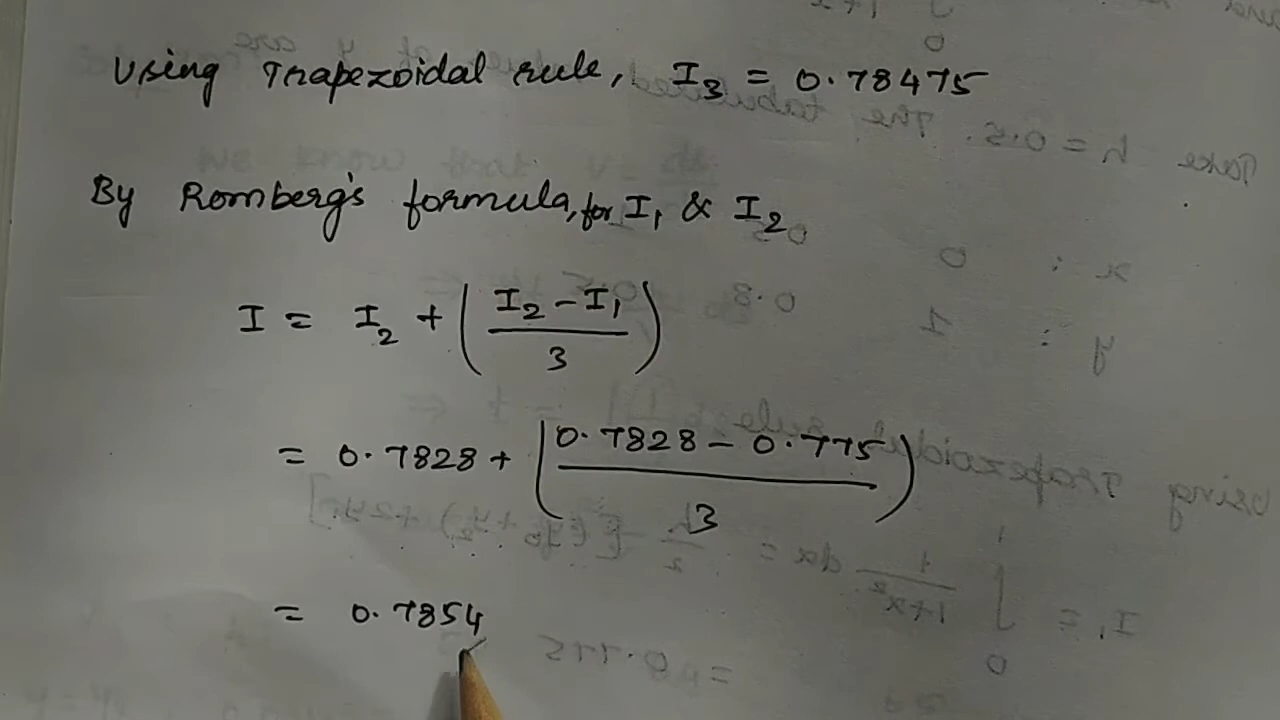 Using Trapezoidal rule, I₃ = 0.78475
By Romberg's formula, for I₁ & I₂
I = I₂ + ( (I₂ - I₁) / 3 )
= 0.7828 + ( (0.7828 - 0.775) / 3 )
= 0.7854